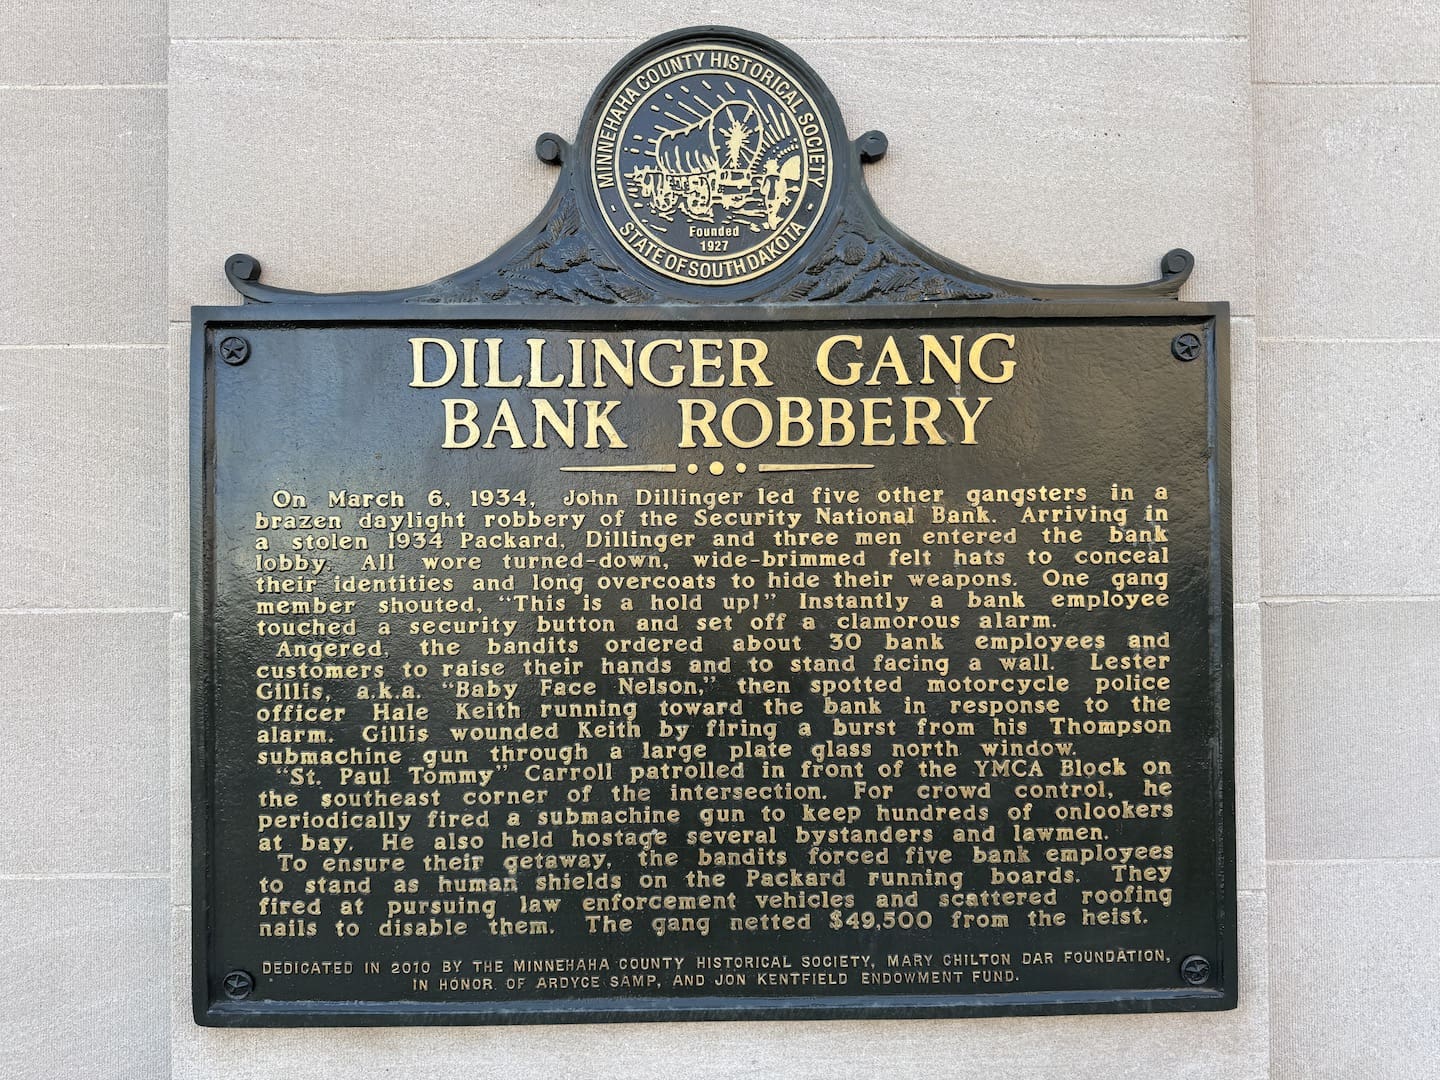 MINNEHAHA COUNTY HISTORICAL SOCIETY
Founded
1927
· STATE OF SOUTH DAKOTA ·
DILLINGER GANG
BANK ROBBERY
On March 6, 1934, John Dillinger led five other gangsters in a
brazen daylight robbery of the Security National Bank. Arriving in
a stolen 1934 Packard, Dillinger and three men entered the bank
lobby. All wore turned-down, wide-brimmed felt hats to conceal
their identities and long overcoats to hide their weapons. One gang
member shouted, "This is a hold up!" Instantly a bank employee
touched a security button and set off a clamorous alarm.
Angered, the bandits ordered about 30 bank employees and
customers to raise their hands and to stand facing a wall. Lester
Gillis, a.k.a. "Baby Face Nelson," then spotted motorcycle police
officer Hale Keith running toward the bank in response to the
alarm. Gillis wounded Keith by firing a burst from his Thompson
submachine gun through a large plate glass north window.
"St. Paul Tommy" Carroll patrolled in front of the YMCA Block on
the southeast corner of the intersection. For crowd control, he
periodically fired a submachine gun to keep hundreds of onlookers
at bay. He also held hostage several bystanders and lawmen.
To ensure their getaway, the bandits forced five bank employees
to stand as human shields on the Packard running boards. They
fired at pursuing law enforcement vehicles and scattered roofing
nails to disable them. The gang netted $49,500 from the heist.
DEDICATED IN 2010 BY THE MINNEHAHA COUNTY HISTORICAL SOCIETY, MARY CHILTON DAR FOUNDATION,
IN HONOR OF ARDYCE SAMP, AND JON KENTFIELD ENDOWMENT FUND.